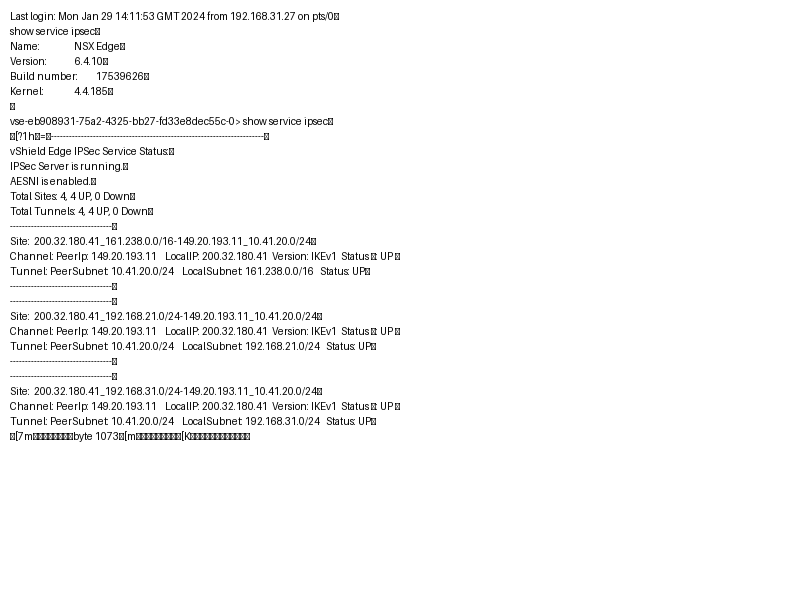 Last login: Mon Jan 29 14:11:53 GMT 2024 from 192.168.31.27 on pts/0
show service ipsec
Name: NSX Edge
Version: 6.4.10
Build number: 17539626
Kernel: 4.4.185
vse-eb908931-75a2-4325-bb27-fd33e8dec55c-0> show service ipsec
[?1h=-----------------------------------------------------------------------
vShield Edge IPSec Service Status:
IPSec Server is running.
AESNI is enabled.
Total Sites: 4, 4 UP, 0 Down
Total Tunnels: 4, 4 UP, 0 Down
----------------------------------
Site: 200.32.180.41_161.238.0.0/16-149.20.193.11_10.41.20.0/24
Channel: PeerIp: 149.20.193.11 LocalIP: 200.32.180.41 Version: IKEv1 Status : UP
Tunnel: PeerSubnet: 10.41.20.0/24 LocalSubnet: 161.238.0.0/16 Status: UP
----------------------------------
----------------------------------
Site: 200.32.180.41_192.168.21.0/24-149.20.193.11_10.41.20.0/24
Channel: PeerIp: 149.20.193.11 LocalIP: 200.32.180.41 Version: IKEv1 Status : UP
Tunnel: PeerSubnet: 10.41.20.0/24 LocalSubnet: 192.168.21.0/24 Status: UP
----------------------------------
----------------------------------
Site: 200.32.180.41_192.168.31.0/24-149.20.193.11_10.41.20.0/24
Channel: PeerIp: 149.20.193.11 LocalIP: 200.32.180.41 Version: IKEv1 Status : UP
Tunnel: PeerSubnet: 10.41.20.0/24 LocalSubnet: 192.168.31.0/24 Status: UP
[7mbyte 1073[m[K